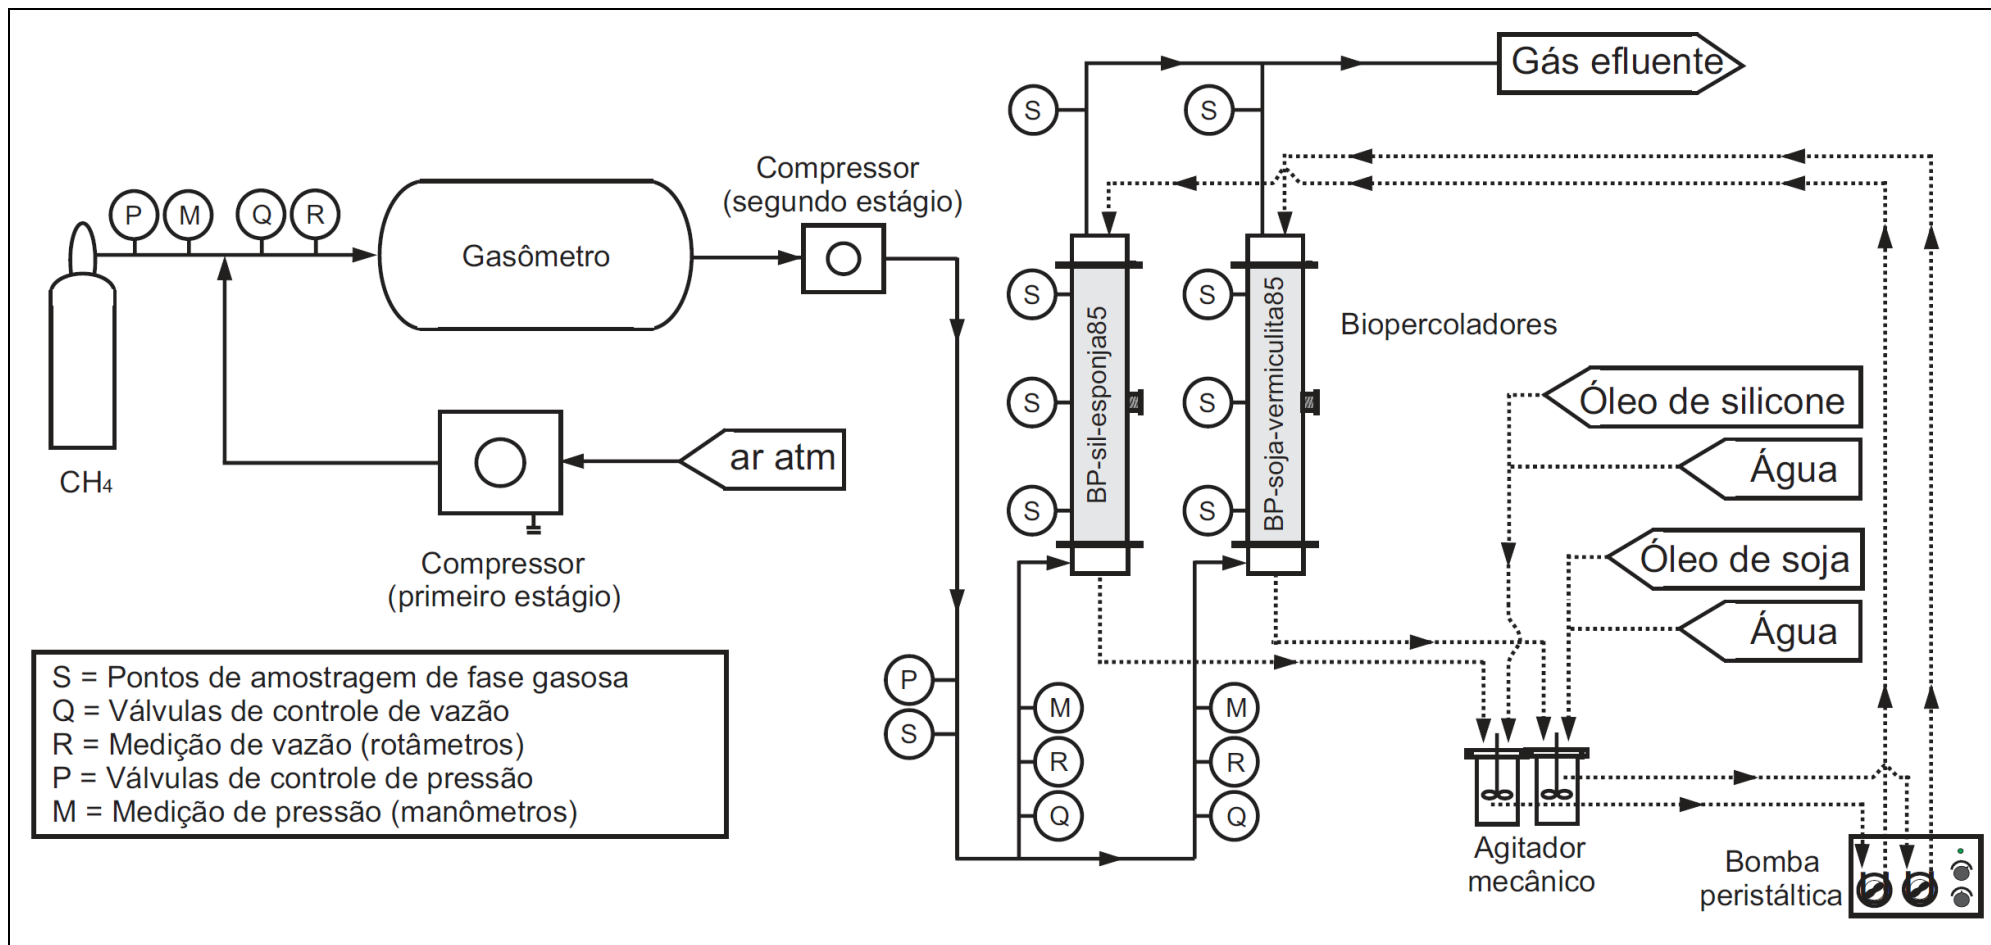 Gás efluente
S
S
Compressor
(segundo estágio)
P
M
Q
R
Gasômetro
S
S
BP-sil-esponja85
BP-soja-vermiculita85
Biopercoladores
S
S
Óleo de silicone
ar atm
Água
CH4
S
S
Óleo de soja
Compressor
(primeiro estágio)
Água
S = Pontos de amostragem de fase gasosa
Q = Válvulas de controle de vazão
R = Medição de vazão (rotâmetros)
P = Válvulas de controle de pressão
M = Medição de pressão (manômetros)
P
S
M
R
Q
M
R
Q
Agitador
mecânico
Bomba
peristáltica